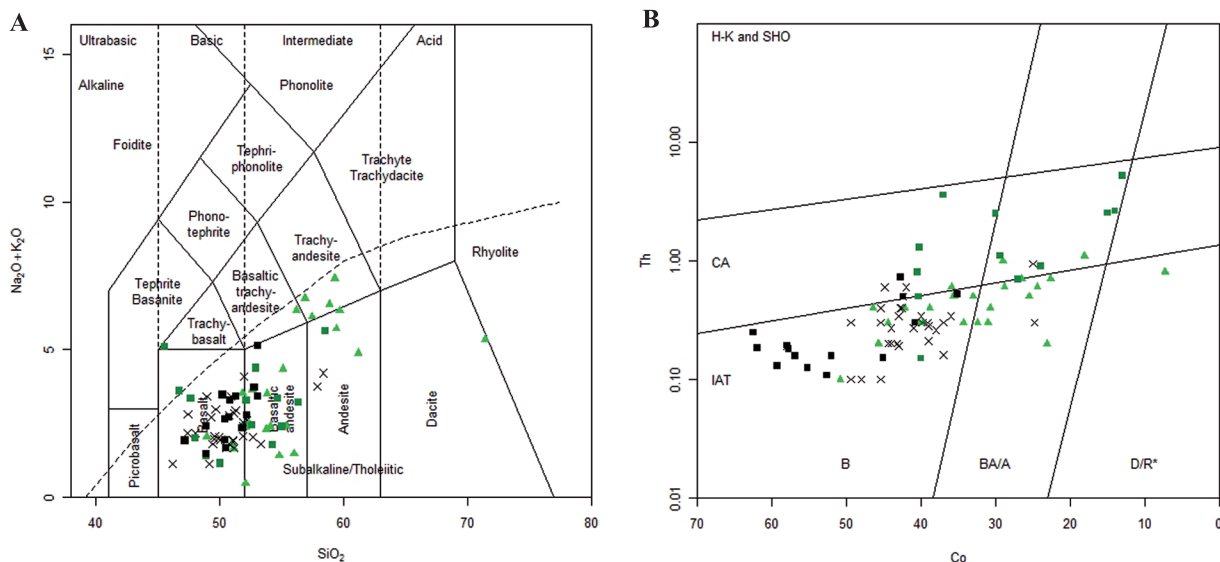 A
Ultrabasic
Basic
Intermediate
Acid
Alkaline
Phonolite
Foidite
Tephri-
phonolite
Trachyte
Trachydacite
Phono-
tephrite
Trachy-
andesite
Rhyolite
Tephrite
Basanite
Basaltic
trachy-
andesite
Trachy-
basalt
Picrobasalt
Basalt
Basaltic
andesite
Andesite
Dacite
Subalkaline/Tholeiitic
Na2O+K2O
15
10
5
0
40
50
60
70
80
SiO2
B
H-K and SHO
CA
IAT
B
BA/A
D/R*
Th
10.00
1.00
0.10
0.01
70
60
50
40
30
20
10
0
Co